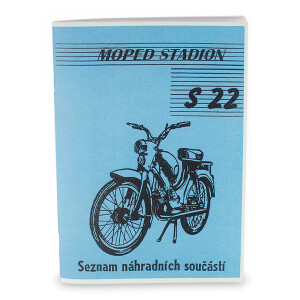 MOPED STADION
S 22
Seznam náhradních součástí